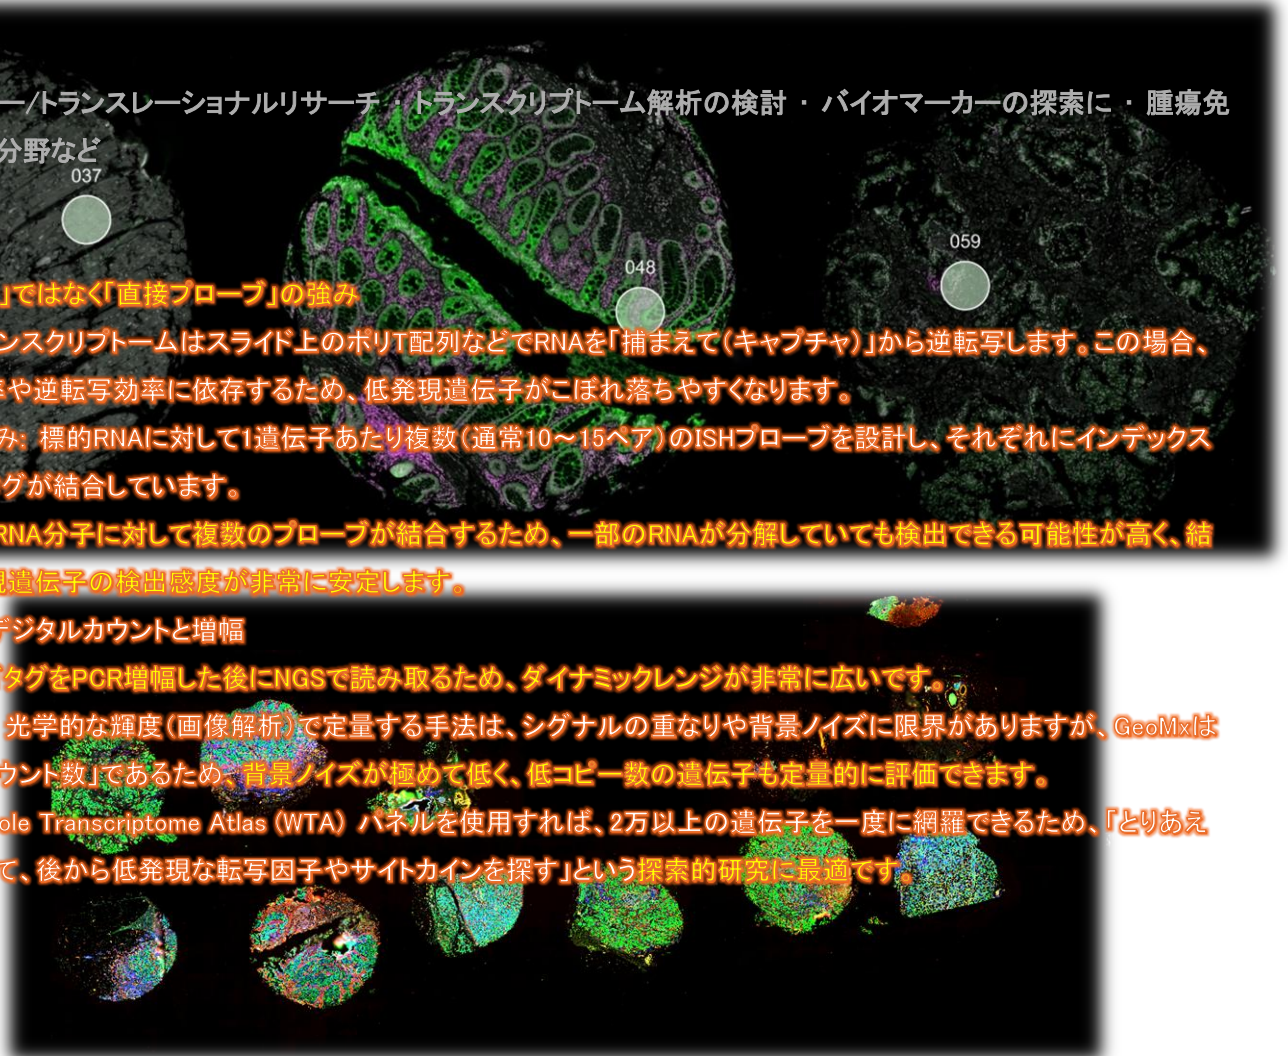 ー/トランスレーショナルリサーチ ・ トランスクリプトーム解析の検討 ・ バイオマーカーの探索に ・ 腫瘍免
分野など
037
059
048
」ではなく「直接プローブ」の強み
ンスクリプトームはスライド上のポリT配列などでRNAを「捕まえて（キャプチャ）」から逆転写します。この場合、
率や逆転写効率に依存するため、低発現遺伝子がこぼれ落ちやすくなります。
み: 標的RNAに対して1遺伝子あたり複数（通常10～15ペア）のISHプローブを設計し、それぞれにインデックス
グが結合しています。
RNA分子に対して複数のプローブが結合するため、一部のRNAが分解していても検出できる可能性が高く、結
現遺伝子の検出感度が非常に安定します。
デジタルカウントと増幅
タグをPCR増幅した後にNGSで読み取るため、ダイナミックレンジが非常に広いです。
光学的な輝度（画像解析）で定量する手法は、シグナルの重なりや背景ノイズに限界がありますが、GeoMxは
ウント数」であるため、背景ノイズが極めて低く、低コピー数の遺伝子も定量的に評価できます。
ole Transcriptome Atlas (WTA) パネルを使用すれば、2万以上の遺伝子を一度に網羅できるため、「とりあえ
て、後から低発現な転写因子やサイトカインを探す」という探索的研究に最適です。